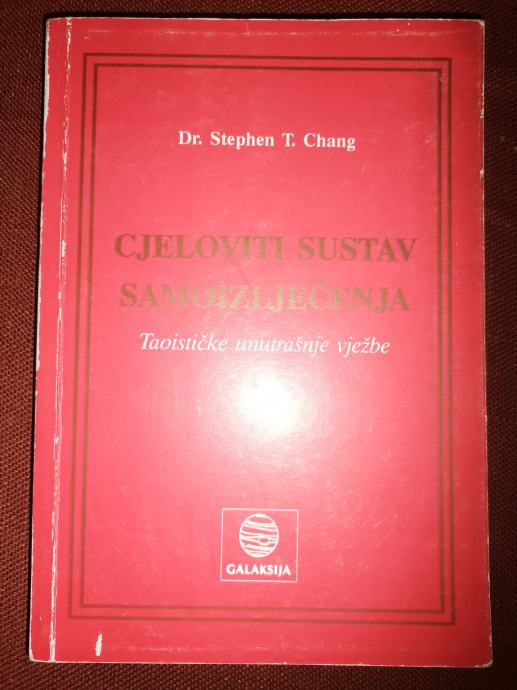 Dr. Stephen T. Chang
CJELOVITI SUSTAV
SAMOIZLJEČENJA
Taoističke unutrašnje vježbe
GALAKSIJA